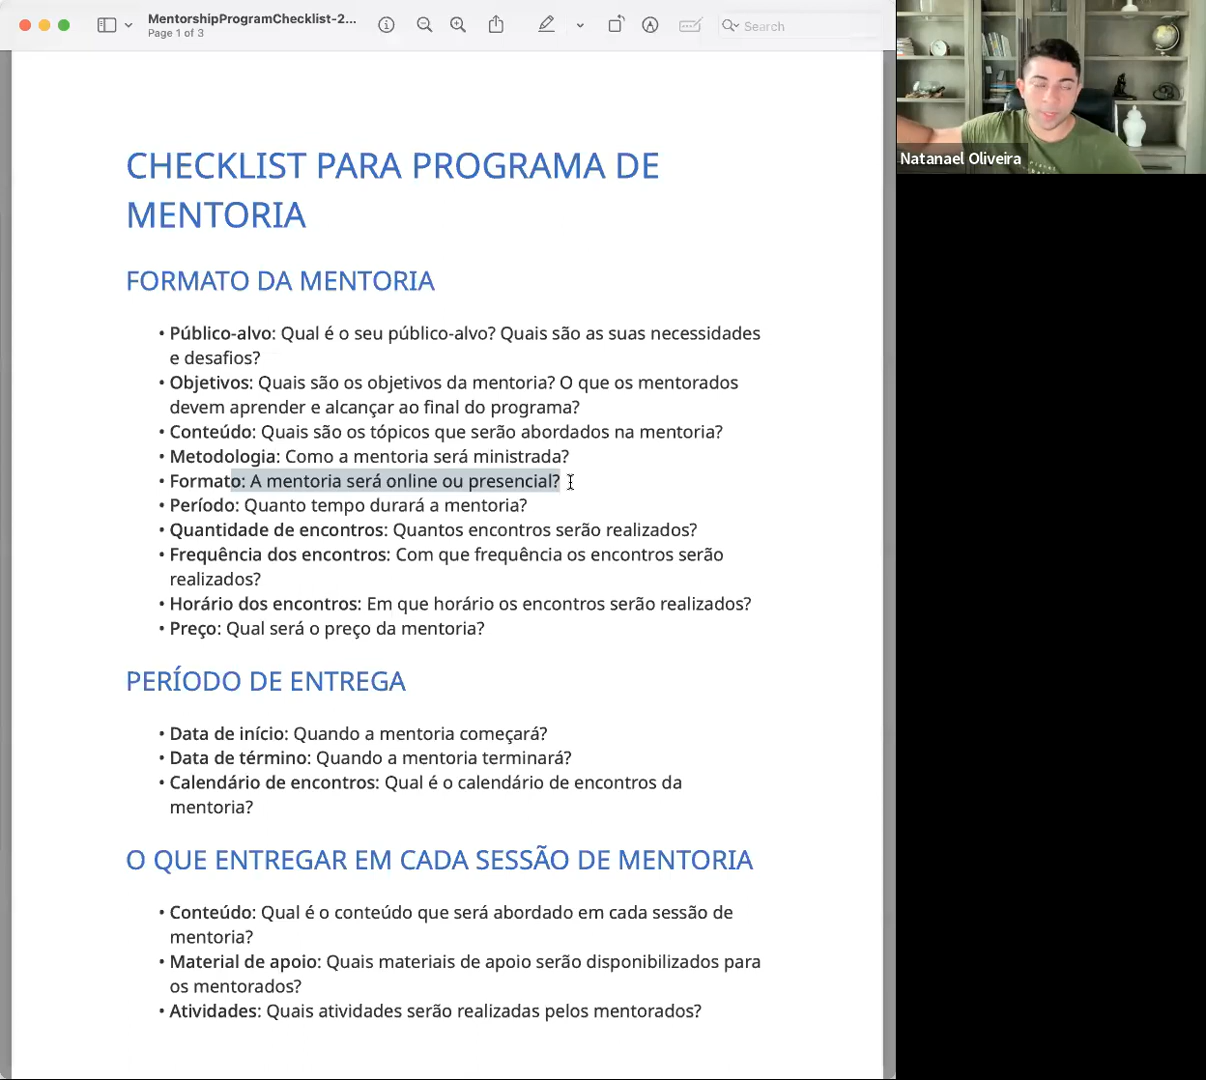 MentorshipProgramChecklist-2...
Page 1 of 3
Search
Natanael Oliveira
CHECKLIST PARA PROGRAMA DE
MENTORIA
FORMATO DA MENTORIA
• Público-alvo: Qual é o seu público-alvo? Quais são as suas necessidades
e desafios?
• Objetivos: Quais são os objetivos da mentoria? O que os mentorados
devem aprender e alcançar ao final do programa?
• Conteúdo: Quais são os tópicos que serão abordados na mentoria?
• Metodologia: Como a mentoria será ministrada?
• Formato: A mentoria será online ou presencial?
• Período: Quanto tempo durará a mentoria?
• Quantidade de encontros: Quantos encontros serão realizados?
• Frequência dos encontros: Com que frequência os encontros serão
realizados?
• Horário dos encontros: Em que horário os encontros serão realizados?
• Preço: Qual será o preço da mentoria?
PERÍODO DE ENTREGA
• Data de início: Quando a mentoria começará?
• Data de término: Quando a mentoria terminará?
• Calendário de encontros: Qual é o calendário de encontros da
mentoria?
O QUE ENTREGAR EM CADA SESSÃO DE MENTORIA
• Conteúdo: Qual é o conteúdo que será abordado em cada sessão de
mentoria?
• Material de apoio: Quais materiais de apoio serão disponibilizados para
os mentorados?
• Atividades: Quais atividades serão realizadas pelos mentorados?